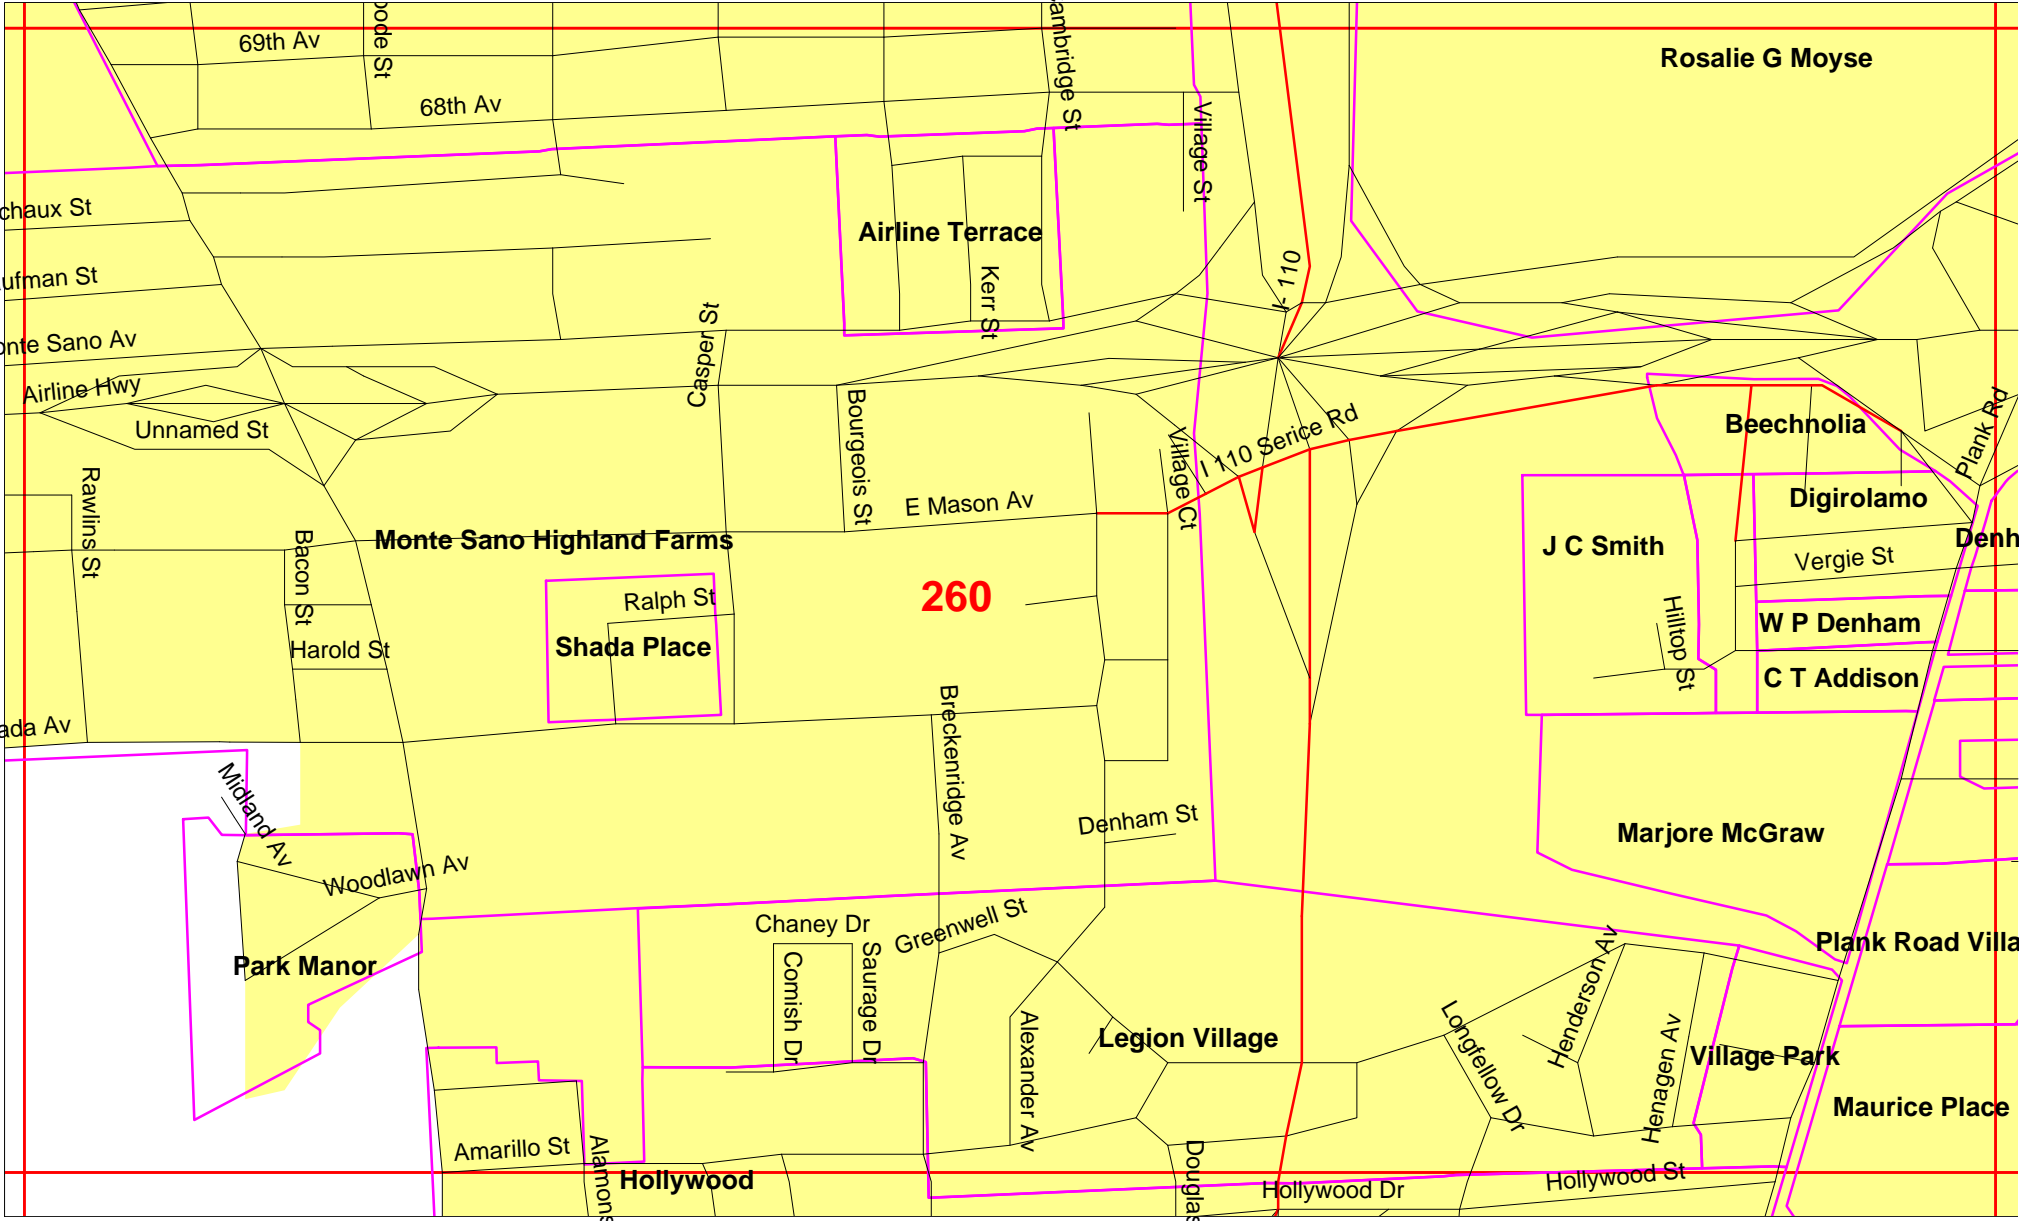 69th Av
oode St
ambridge St
Rosalie G Moyse
68th Av
Village St
chaux St
Airline Terrace
ufman St
Kerr St
I- 110
Casper St
onte Sano Av
Airline Hwy
Unnamed St
Bourgeois St
Village Ct
I 110 Serice Rd
Beechnolia
Plank Rd
Rawlins St
E Mason Av
Digirolamo
Bacon St
Monte Sano Highland Farms
J C Smith
Denh
Vergie St
260
Ralph St
Hilltop St
W P Denham
Harold St
Shada Place
C T Addison
ada Av
Breckenridge Av
Midland Av
Denham St
Marjore McGraw
Woodlawn Av
Chaney Dr
Greenwell St
Park Manor
Comish Dr
Saurage Dr
Henderson Av
Plank Road Villa
Alexander Av
Legion Village
Longfellow Dr
Henagen Av
Village Park
Maurice Place
Amarillo St
Alamons
Hollywood
Douglas
Hollywood Dr
Hollywood St